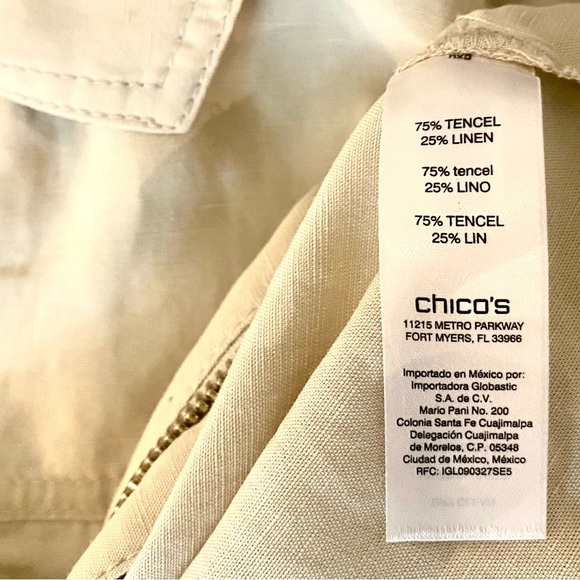 75% TENCEL
25% LINEN
75% tencel
25% LINO
75% TENCEL
25% LIN
chico's
11215 METRO PARKWAY
FORT MYERS, FL 33966
Importado en México por:
Importadora Globastic
S.A. de C.V.
Mario Pani No. 200
Colonia Santa Fe Cuajimalpa
Delegación Cuajimalpa
de Morelos, C.P. 05348
Ciudad de México, México
RFC: IGL090327SE5